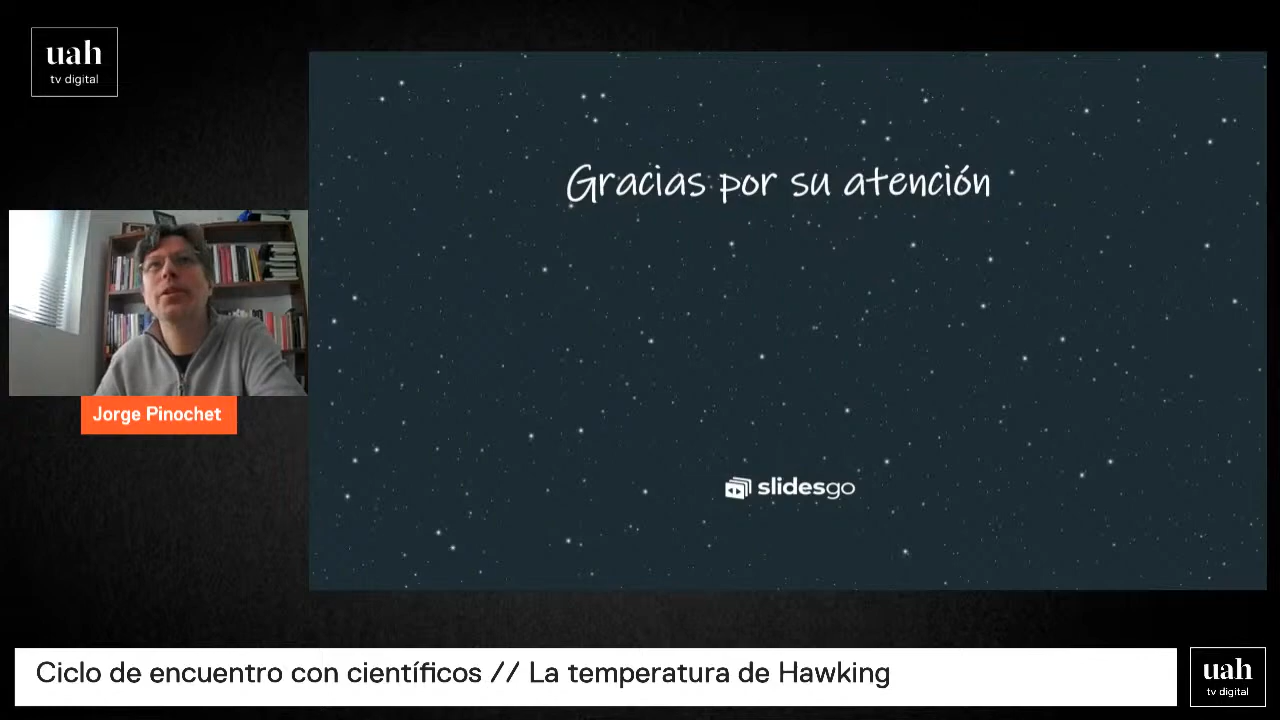 uah
tv digital
Gracias por su atención
Jorge Pinochet
slidesgo
Ciclo de encuentro con científicos // La temperatura de Hawking
uah
tv digital